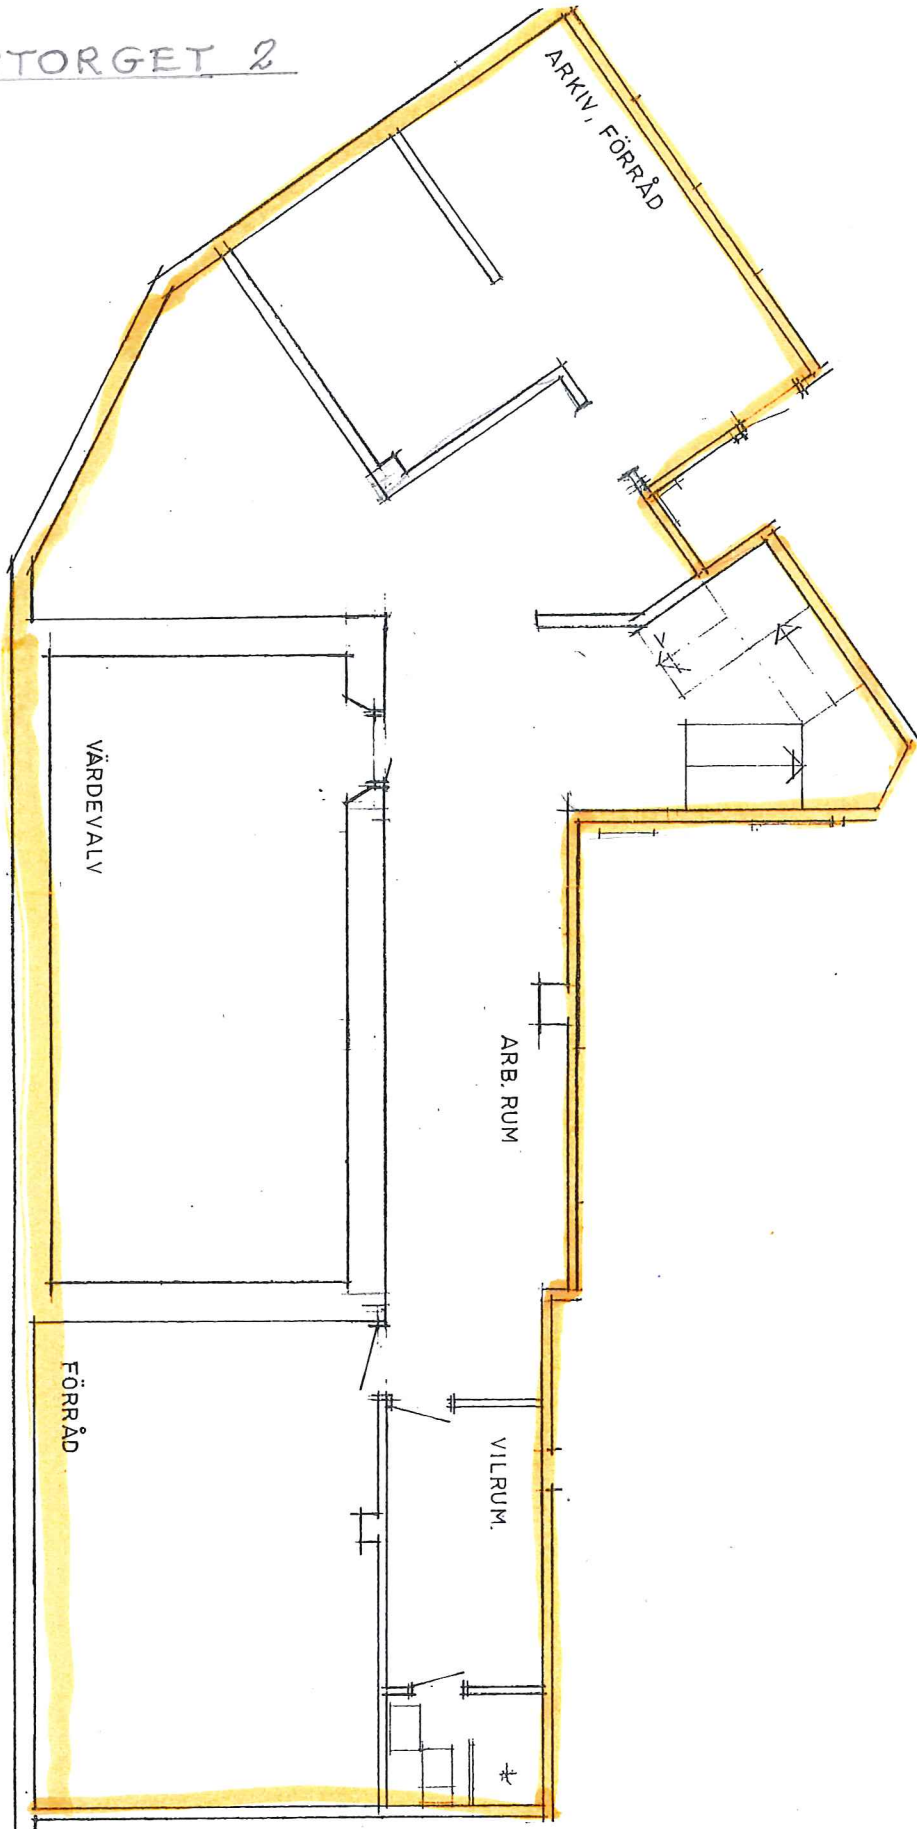 TORGET 2
ARKIV, FÖRRÅD
VÄRDEVALV
ARB. RUM
FÖRRÅD
VILRUM.